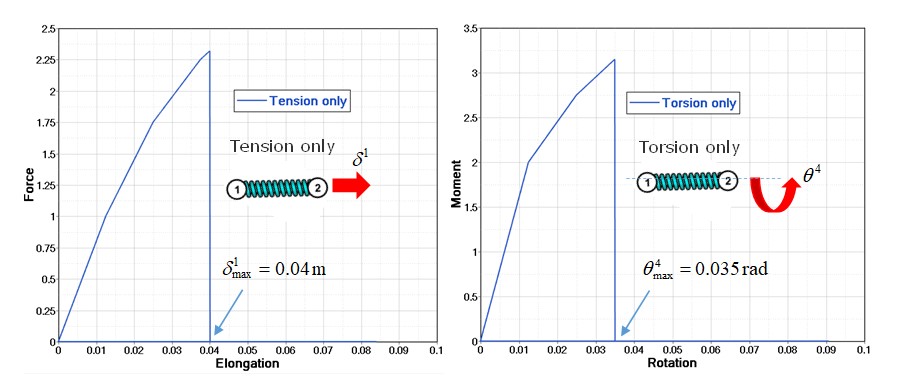 2.5
2.25
2
1.75
1.5
1.25
1
0.75
0.5
0.25
0
Force
0 0.01 0.02 0.03 0.04 0.05 0.06 0.07 0.08 0.09 0.1
Elongation
Tension only
Tension only
1 2
δ¹
δ¹max = 0.04 m
3.5
3
2.5
2
1.5
1
0.5
0
Moment
0 0.01 0.02 0.03 0.04 0.05 0.06 0.07 0.08 0.09 0.1
Rotation
Torsion only
Torsion only
1 2
θ⁴
θ⁴max = 0.035 rad